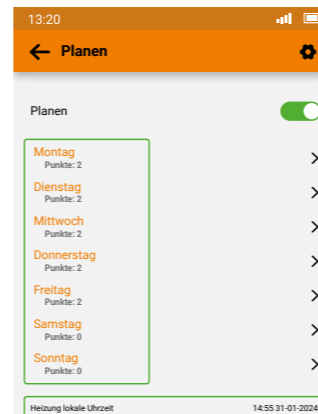 13:20
Planen
Planen
Montag
Punkte: 2
Dienstag
Punkte: 2
Mittwoch
Punkte: 2
Donnerstag
Punkte: 2
Freitag
Punkte: 2
Samstag
Punkte: 0
Sonntag
Punkte: 0
Heizung lokale Uhrzeit 14:55 31-01-2024